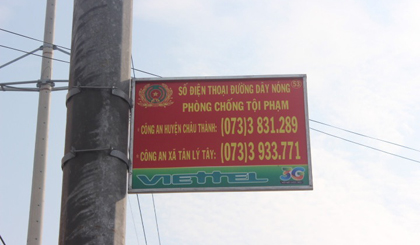 SỐ ĐIỆN THOẠI ĐƯỜNG DÂY NÓNG
PHÒNG CHỐNG TỘI PHẠM
· CÔNG AN HUYỆN CHÂU THÀNH: (073)3 831.289
· CÔNG AN XÃ TÂN LÝ TÂY: (073)3 933.771
VIETTEL 3G